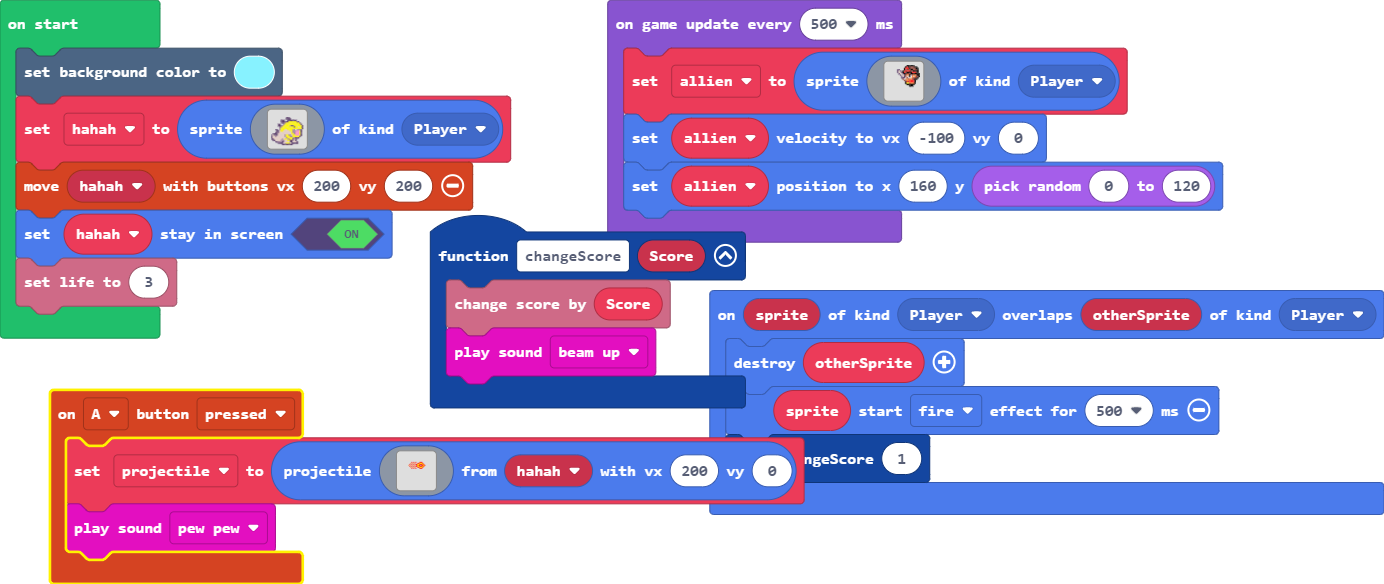 on start
set background color to
set hahah to sprite of kind Player
move hahah with buttons vx 200 vy 200
set hahah stay in screen ON
set life to 3
on game update every 500 ms
set allien to sprite of kind Player
set allien velocity to vx -100 vy 0
set allien position to x 160 y pick random 0 to 120
function changeScore Score
change score by Score
play sound beam up
on sprite of kind Player overlaps otherSprite of kind Player
destroy otherSprite
sprite start fire effect for 500 ms
ngeScore 1
on A button pressed
set projectile to projectile from hahah with vx 200 vy 0
play sound pew pew